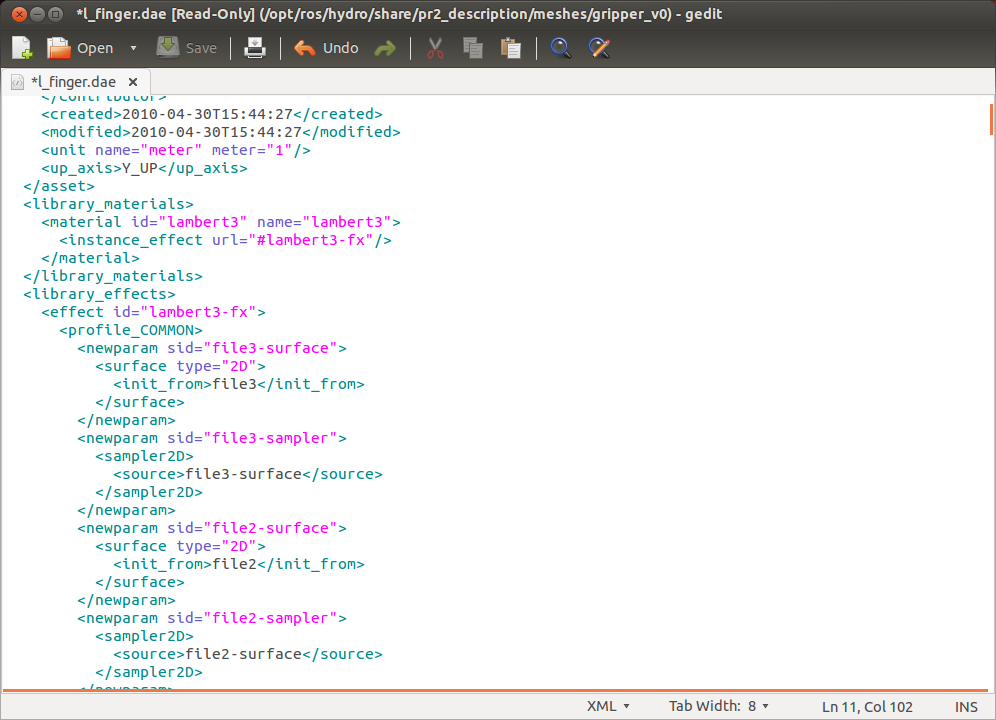 *l_finger.dae [Read-Only] (/opt/ros/hydro/share/pr2_description/meshes/gripper_v0) - gedit
Open Save Undo
*l_finger.dae
</contributor>
<created>2010-04-30T15:44:27</created>
<modified>2010-04-30T15:44:27</modified>
<unit name="meter" meter="1"/>
<up_axis>Y_UP</up_axis>
</asset>
<library_materials>
<material id="lambert3" name="lambert3">
<instance_effect url="#lambert3-fx"/>
</material>
</library_materials>
<library_effects>
<effect id="lambert3-fx">
<profile_COMMON>
<newparam sid="file3-surface">
<surface type="2D">
<init_from>file3</init_from>
</surface>
</newparam>
<newparam sid="file3-sampler">
<sampler2D>
<source>file3-surface</source>
</sampler2D>
</newparam>
<newparam sid="file2-surface">
<surface type="2D">
<init_from>file2</init_from>
</surface>
</newparam>
<newparam sid="file2-sampler">
<sampler2D>
<source>file2-surface</source>
</sampler2D>
</newparam>
XML Tab Width: 8 Ln 11, Col 102 INS